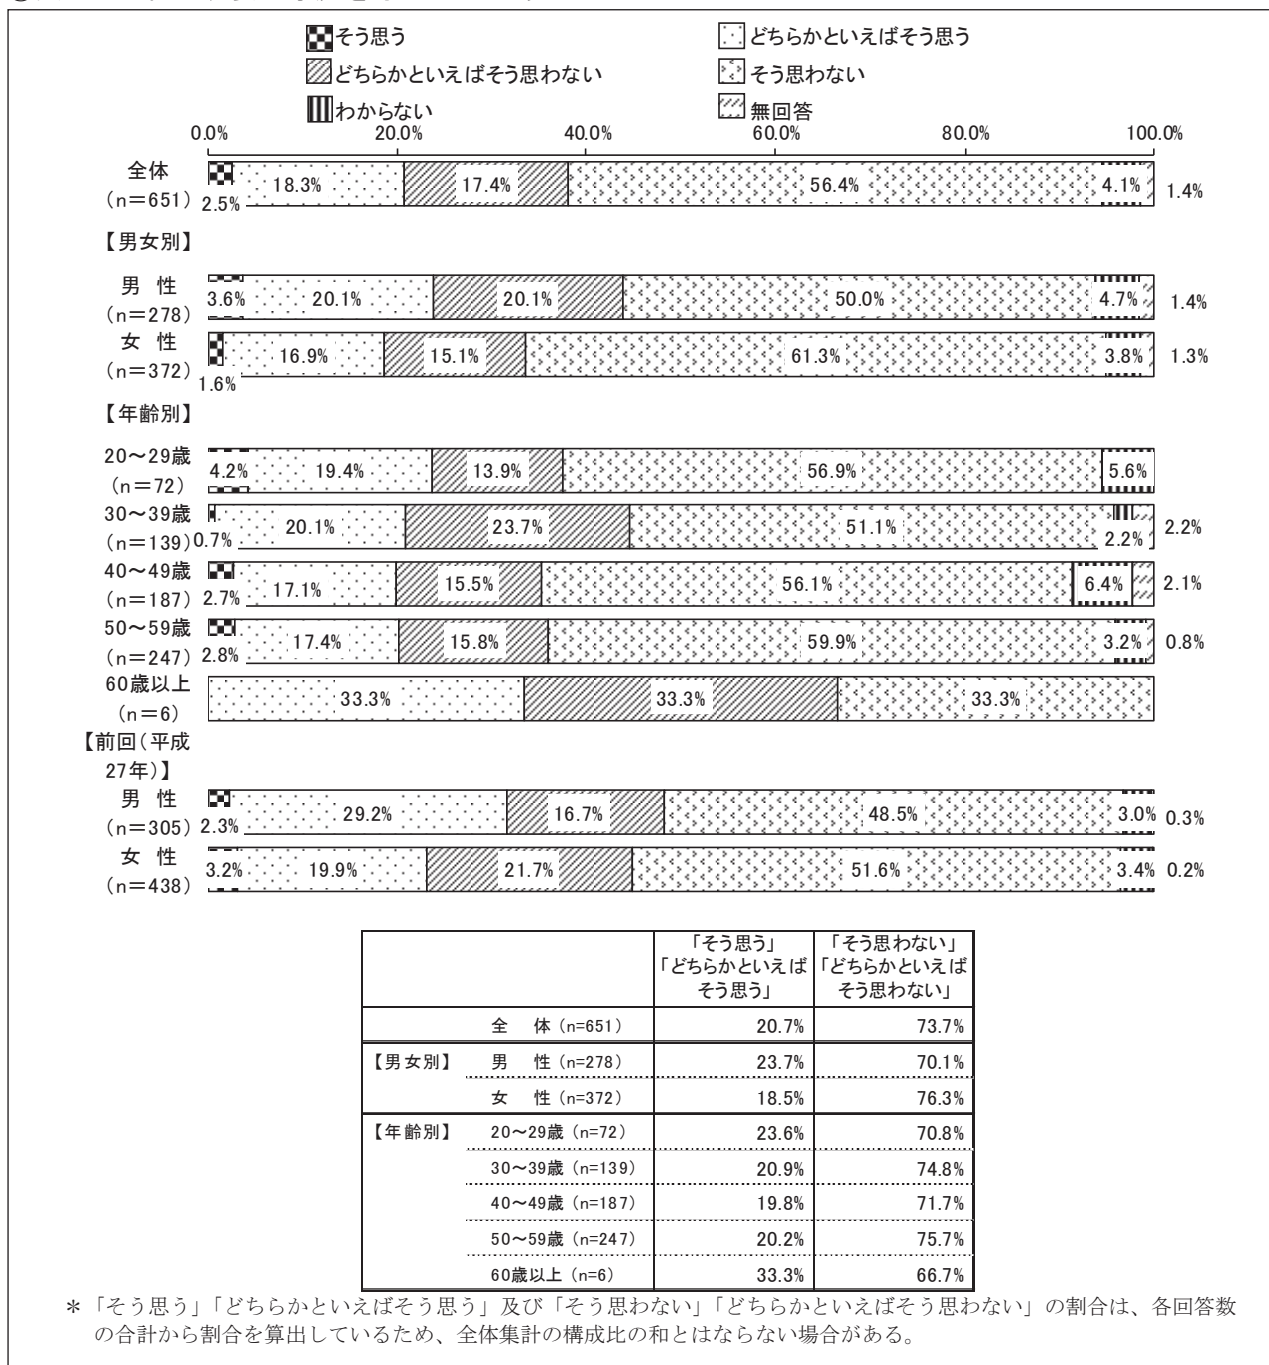 そう思う どちらかといえばそう思う
どちらかといえばそう思わない そう思わない
わからない 無回答
0.0% 20.0% 40.0% 60.0% 80.0% 100.0%
全体
(n=651) 2.5% 18.3% 17.4% 56.4% 4.1% 1.4%
【男女別】
男 性
(n=278) 3.6% 20.1% 20.1% 50.0% 4.7% 1.4%
女 性
(n=372) 1.6% 16.9% 15.1% 61.3% 3.8% 1.3%
【年齢別】
20～29歳
(n=72) 4.2% 19.4% 13.9% 56.9% 5.6%
30～39歳
(n=139) 0.7% 20.1% 23.7% 51.1% 2.2% 2.2%
40～49歳
(n=187) 2.7% 17.1% 15.5% 56.1% 6.4% 2.1%
50～59歳
(n=247) 2.8% 17.4% 15.8% 59.9% 3.2% 0.8%
60歳以上
(n=6) 33.3% 33.3% 33.3%
【前回(平成
27年)】
男 性
(n=305) 2.3% 29.2% 16.7% 48.5% 3.0% 0.3%
女 性
(n=438) 3.2% 19.9% 21.7% 51.6% 3.4% 0.2%
「そう思う」 「そう思わない」
「どちらかといえば 「どちらかといえば
そう思う」 そう思わない」
全 体 (n=651) 20.7% 73.7%
【男女別】 男 性 (n=278) 23.7% 70.1%
女 性 (n=372) 18.5% 76.3%
【年齢別】 20～29歳 (n=72) 23.6% 70.8%
30～39歳 (n=139) 20.9% 74.8%
40～49歳 (n=187) 19.8% 71.7%
50～59歳 (n=247) 20.2% 75.7%
60歳以上 (n=6) 33.3% 66.7%
＊「そう思う」「どちらかといえばそう思う」及び「そう思わない」「どちらかといえばそう思わない」の割合は、各回答数
の合計から割合を算出しているため、全体集計の構成比の和とはならない場合がある。